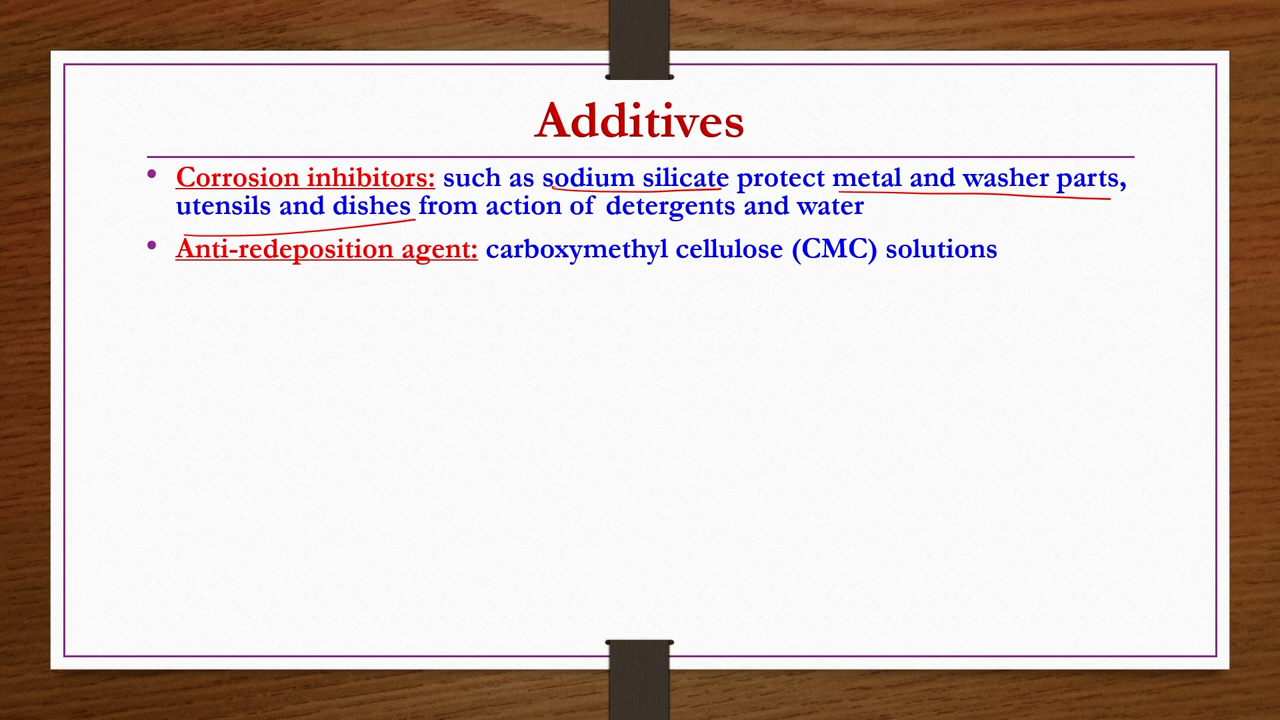 Additives
• Corrosion inhibitors: such as sodium silicate protect metal and washer parts,
utensils and dishes from action of detergents and water
• Anti-redeposition agent: carboxymethyl cellulose (CMC) solutions